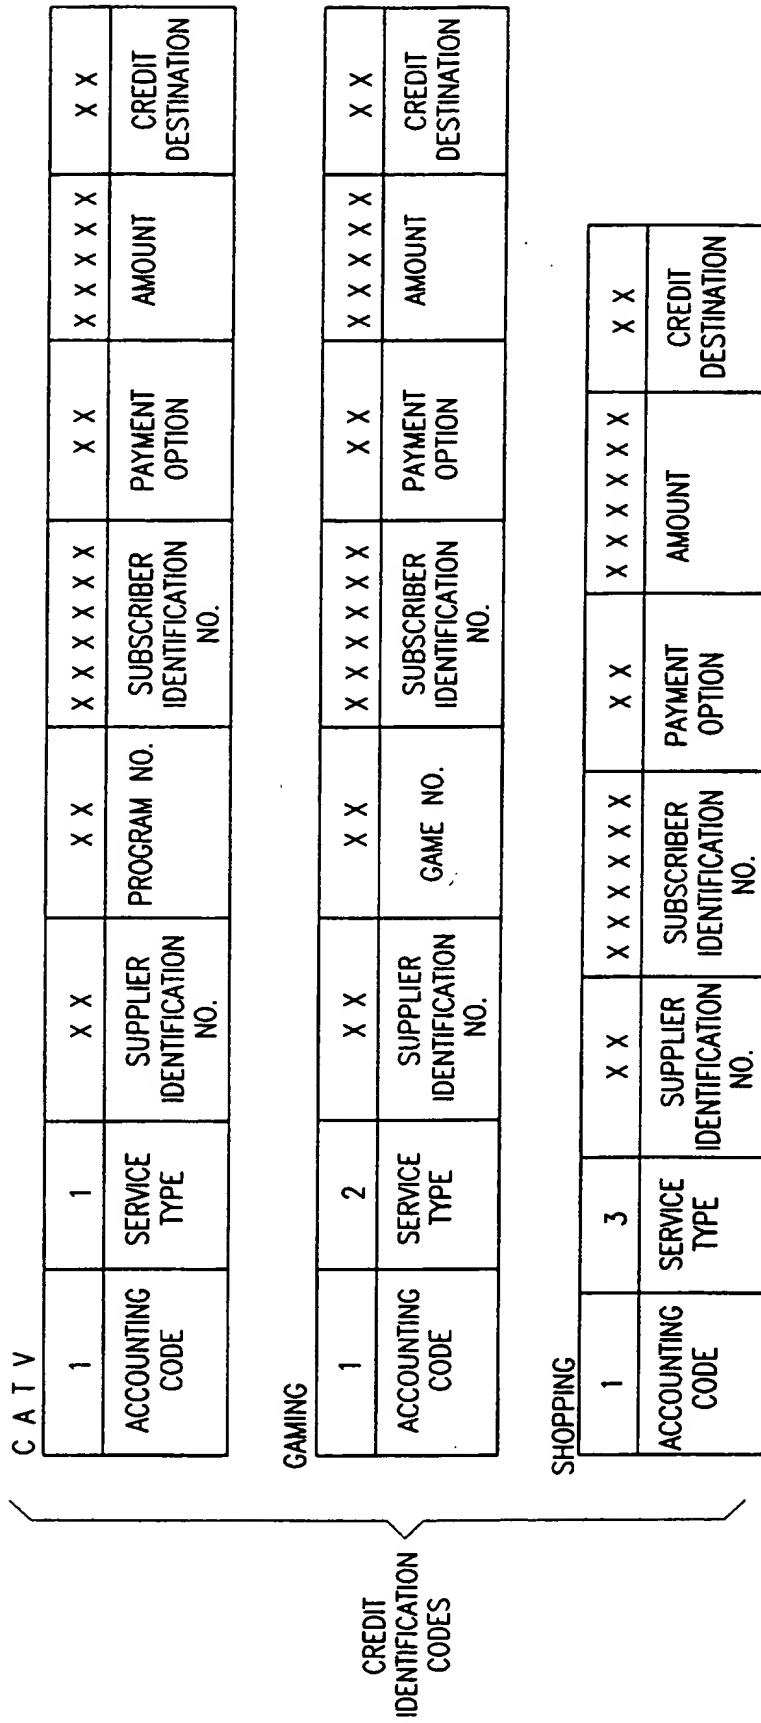 C A T V
1 | 1 | X X | X X | X X X X X X | X X | X X X X X | X X
ACCOUNTING CODE | SERVICE TYPE | SUPPLIER IDENTIFICATION NO. | PROGRAM NO. | SUBSCRIBER IDENTIFICATION NO. | PAYMENT OPTION | AMOUNT | CREDIT DESTINATION
GAMING
1 | 2 | X X | X X | X X X X X X | X X | X X X X X | X X
ACCOUNTING CODE | SERVICE TYPE | SUPPLIER IDENTIFICATION NO. | GAME NO. | SUBSCRIBER IDENTIFICATION NO. | PAYMENT OPTION | AMOUNT | CREDIT DESTINATION
CREDIT
IDENTIFICATION
CODES
SHOPPING
1 | 3 | X X | X X X X X X | X X | X X X X X X | X X
ACCOUNTING CODE | SERVICE TYPE | SUPPLIER IDENTIFICATION NO. | SUBSCRIBER IDENTIFICATION NO. | PAYMENT OPTION | AMOUNT | CREDIT DESTINATION